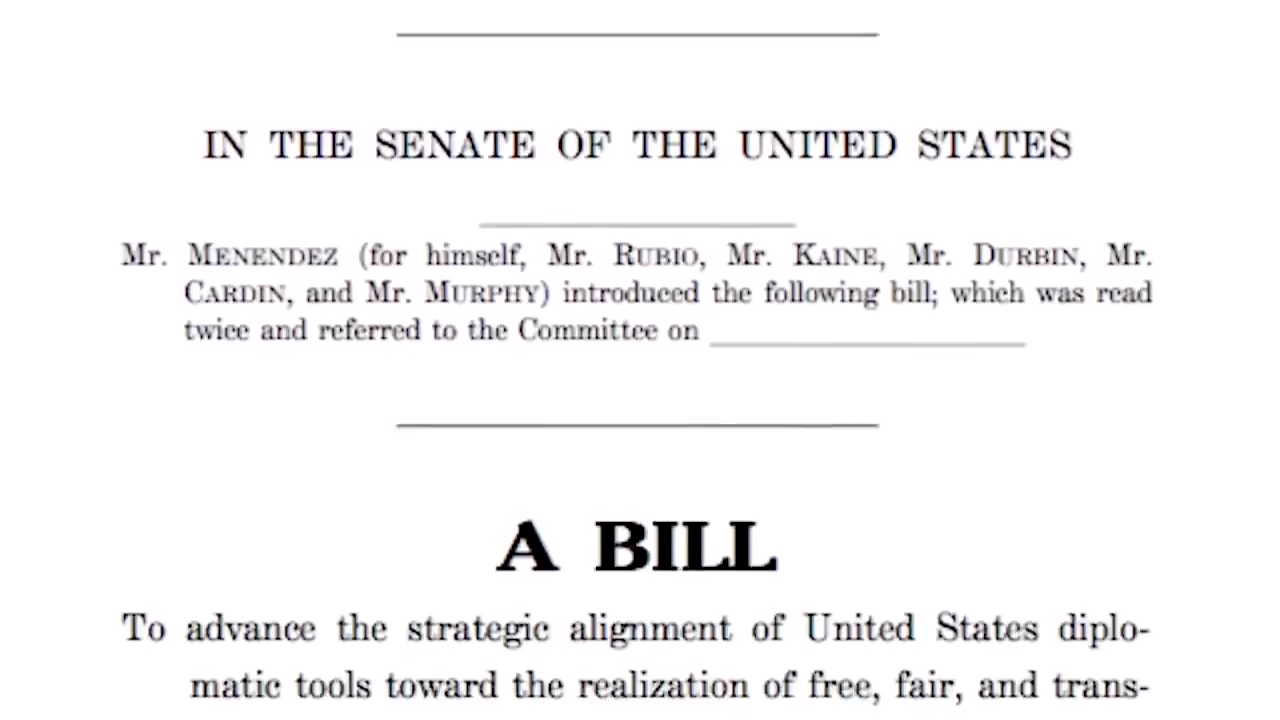 IN THE SENATE OF THE UNITED STATES
Mr. MENENDEZ (for himself, Mr. RUBIO, Mr. KAINE, Mr. DURBIN, Mr.
CARDIN, and Mr. MURPHY) introduced the following bill; which was read
twice and referred to the Committee on
A BILL
To advance the strategic alignment of United States diplo-
matic tools toward the realization of free, fair, and trans-